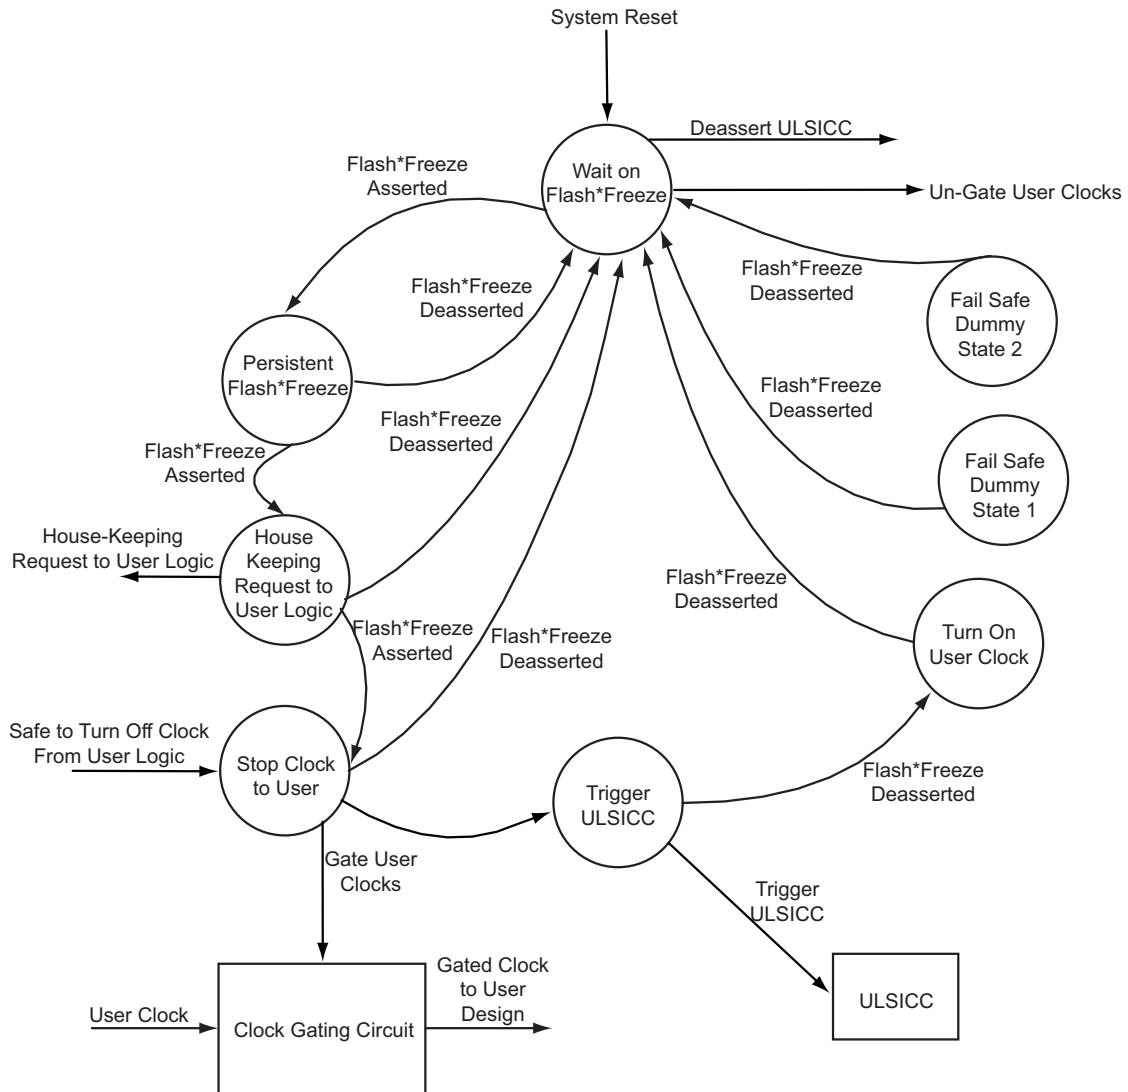 System Reset
Deassert ULSICC
Wait on
Flash*Freeze
Un-Gate User Clocks
Flash*Freeze
Asserted
Flash*Freeze
Deasserted
Flash*Freeze
Deasserted
Fail Safe
Dummy
State 2
Persistent
Flash*Freeze
Flash*Freeze
Deasserted
Flash*Freeze
Deasserted
Fail Safe
Dummy
State 1
Flash*Freeze
Asserted
House-Keeping
Request to User Logic
House
Keeping
Request to
User Logic
Flash*Freeze
Deasserted
Turn On
User Clock
Flash*Freeze
Asserted
Flash*Freeze
Deasserted
Safe to Turn Off Clock
From User Logic
Stop Clock
to User
Trigger
ULSICC
Flash*Freeze
Deasserted
Gate User
Clocks
Trigger
ULSICC
User Clock
Clock Gating Circuit
Gated Clock
to User
Design
ULSICC